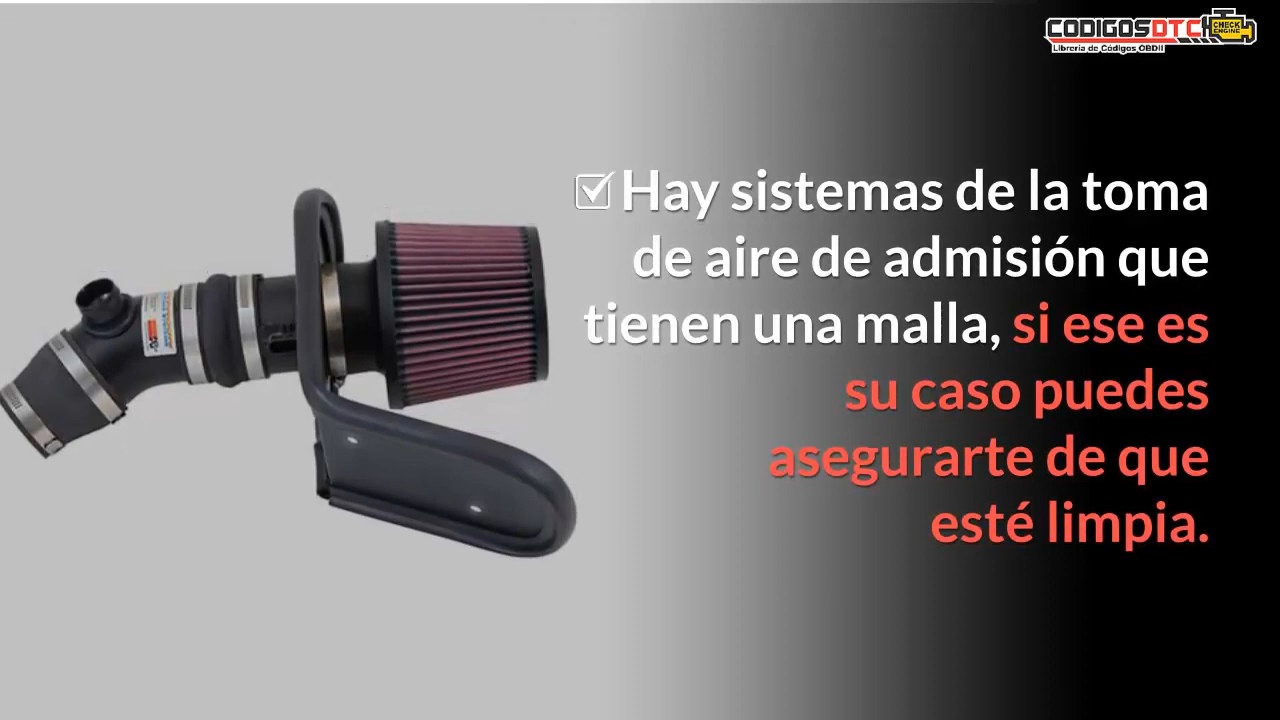 CODIGOSDTC
CHECK
ENGINE
Librería de Códigos OBDII
☑Hay sistemas de la toma
de aire de admisión que
tienen una malla, si ese es
su caso puedes
asegurarte de que
esté limpia.